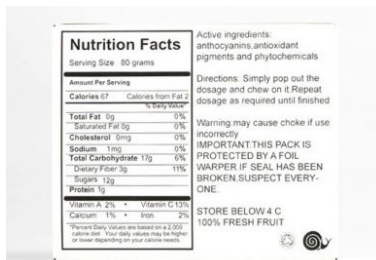 Nutrition Facts
Serving Size 80 grams
Amount Per Serving
Calories 67 Calories from Fat 2
% Daily Value*
Total Fat 0g 0%
Saturated Fat 0g 0%
Cholesterol 0mg 0%
Sodium 1mg 0%
Total Carbohydrate 17g 6%
Dietary Fiber 3g 11%
Sugars 12g
Protein 1g
Vitamin A 2% • Vitamin C 13%
Calcium 1% • Iron 2%
*Percent Daily Values are based on a 2,000
calorie diet. Your daily values may be higher
or lower depending on your calorie needs.
Active ingredients:
anthocyanins,antioxidant
pigments and phytochemicals
Directions: Simply pop out the
dosage and chew on it.Repeat
dosage as required until finished
Warning:may cause choke if use
incorrectly
IMPORTANT:THIS PACK IS
PROTECTED BY A FOIL
WARPER.IF SEAL HAS BEEN
BROKEN,SUSPECT EVERY-
ONE.
STORE BELOW 4 C
100% FRESH FRUIT